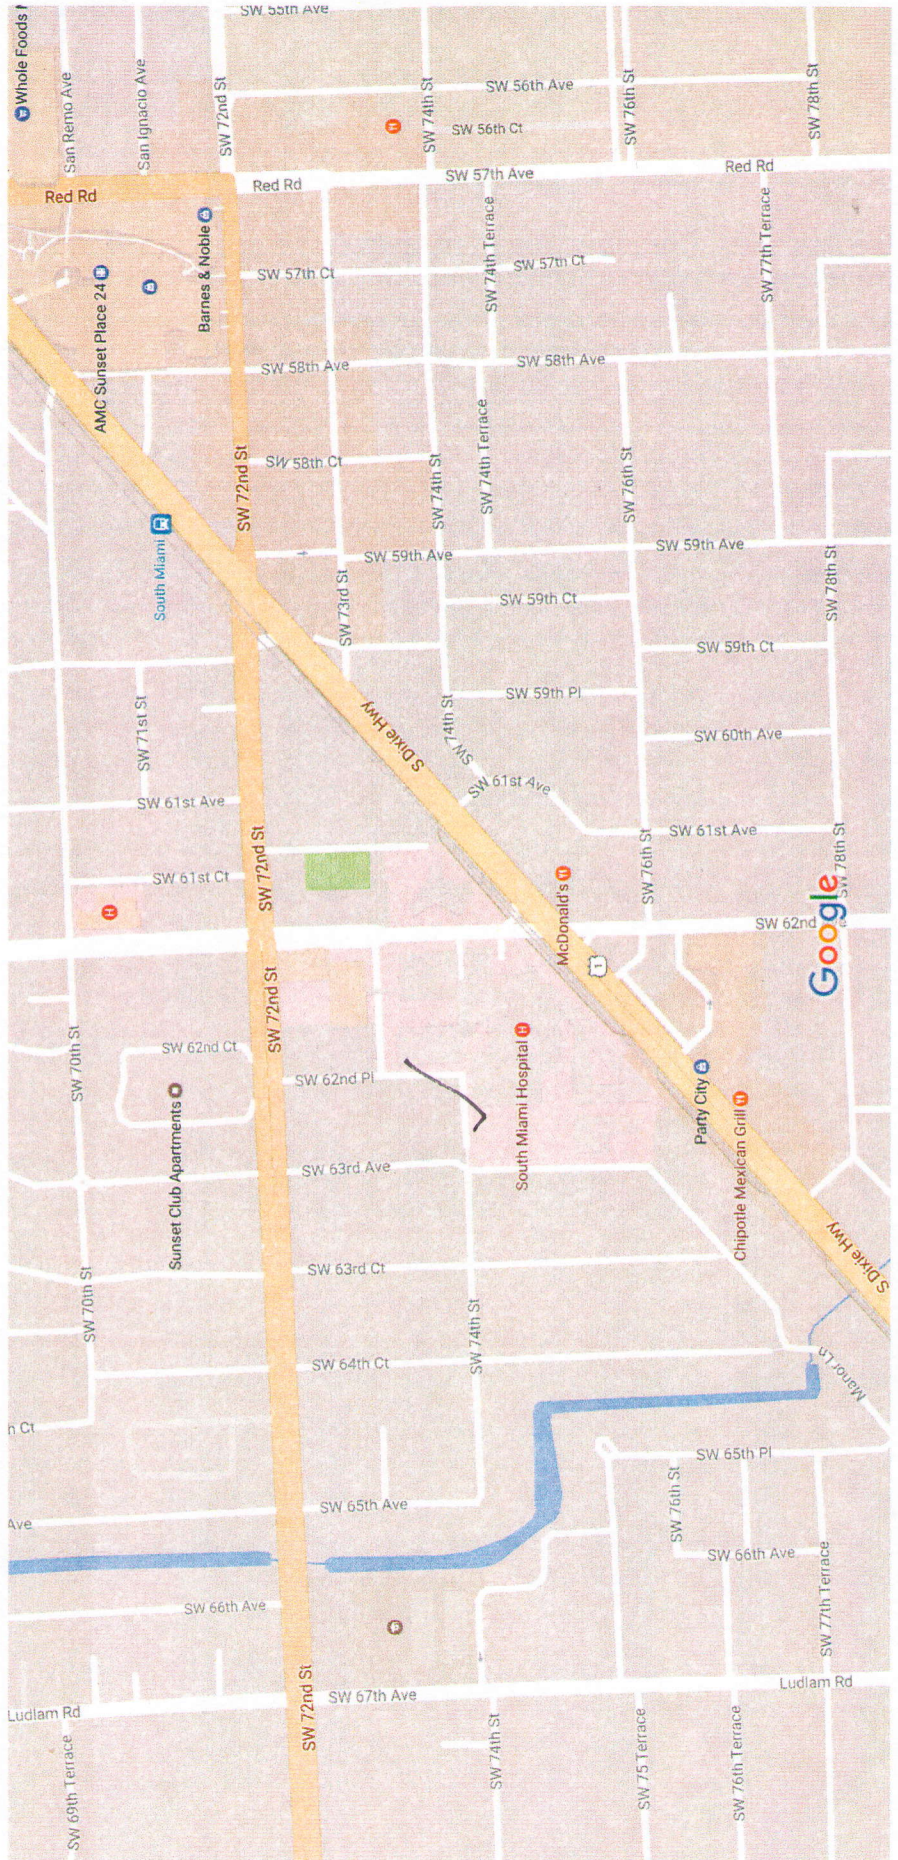 SW 55th Ave
Whole Foods
San Remo Ave
San Ignacio Ave
SW 72nd St
SW 74th St
SW 56th Ave
SW 76th St
SW 78th St
SW 56th Ct
Red Rd
Red Rd
SW 57th Ave
Red Rd
Barnes & Noble
AMC Sunset Place 24
SW 57th Ct
SW 74th Terrace
SW 57th Ct
SW 77th Terrace
SW 58th Ave
SW 58th Ave
SW 72nd St
SW 58th Ct
SW 74th St
SW 74th Terrace
SW 76th St
South Miami
SW 59th Ave
SW 59th Ave
SW 73rd St
SW 59th Ct
SW 78th St
SW 59th Ct
SW 71st St
S Dixie Hwy
SW 74th St
SW 59th Pl
SW 60th Ave
SW 61st Ave
SW 61st Ave
SW 61st Ave
SW 72nd St
SW 61st Ct
McDonald's
SW 76th St
SW 78th St
SW 62nd
Google
1
SW 70th St
SW 62nd Ct
SW 72nd St
SW 62nd Pl
South Miami Hospital
Party City
Sunset Club Apartments
SW 63rd Ave
Chipotle Mexican Grill
SW 70th St
SW 63rd Ct
SW 74th St
S Dixie Hwy
SW 64th Ct
Manor Ln
Ct
SW 65th Pl
Ave
SW 65th Ave
SW 76th St
SW 66th Ave
SW 66th Ave
SW 77th Terrace
Ludlam Rd
SW 72nd St
SW 67th Ave
Ludlam Rd
SW 69th Terrace
SW 74th St
SW 75 Terrace
SW 76th Terrace